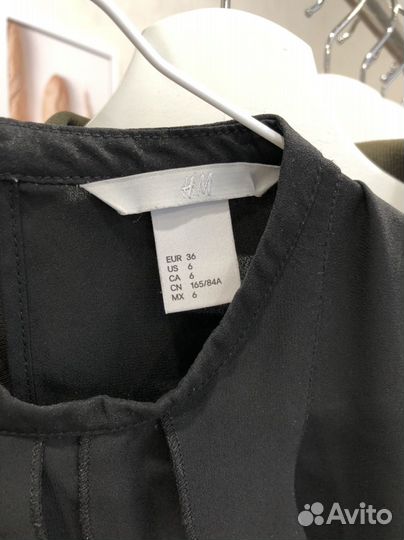 H&M
EUR 36
US 6
CA 6
CN 165/84A
MX 6
Avito